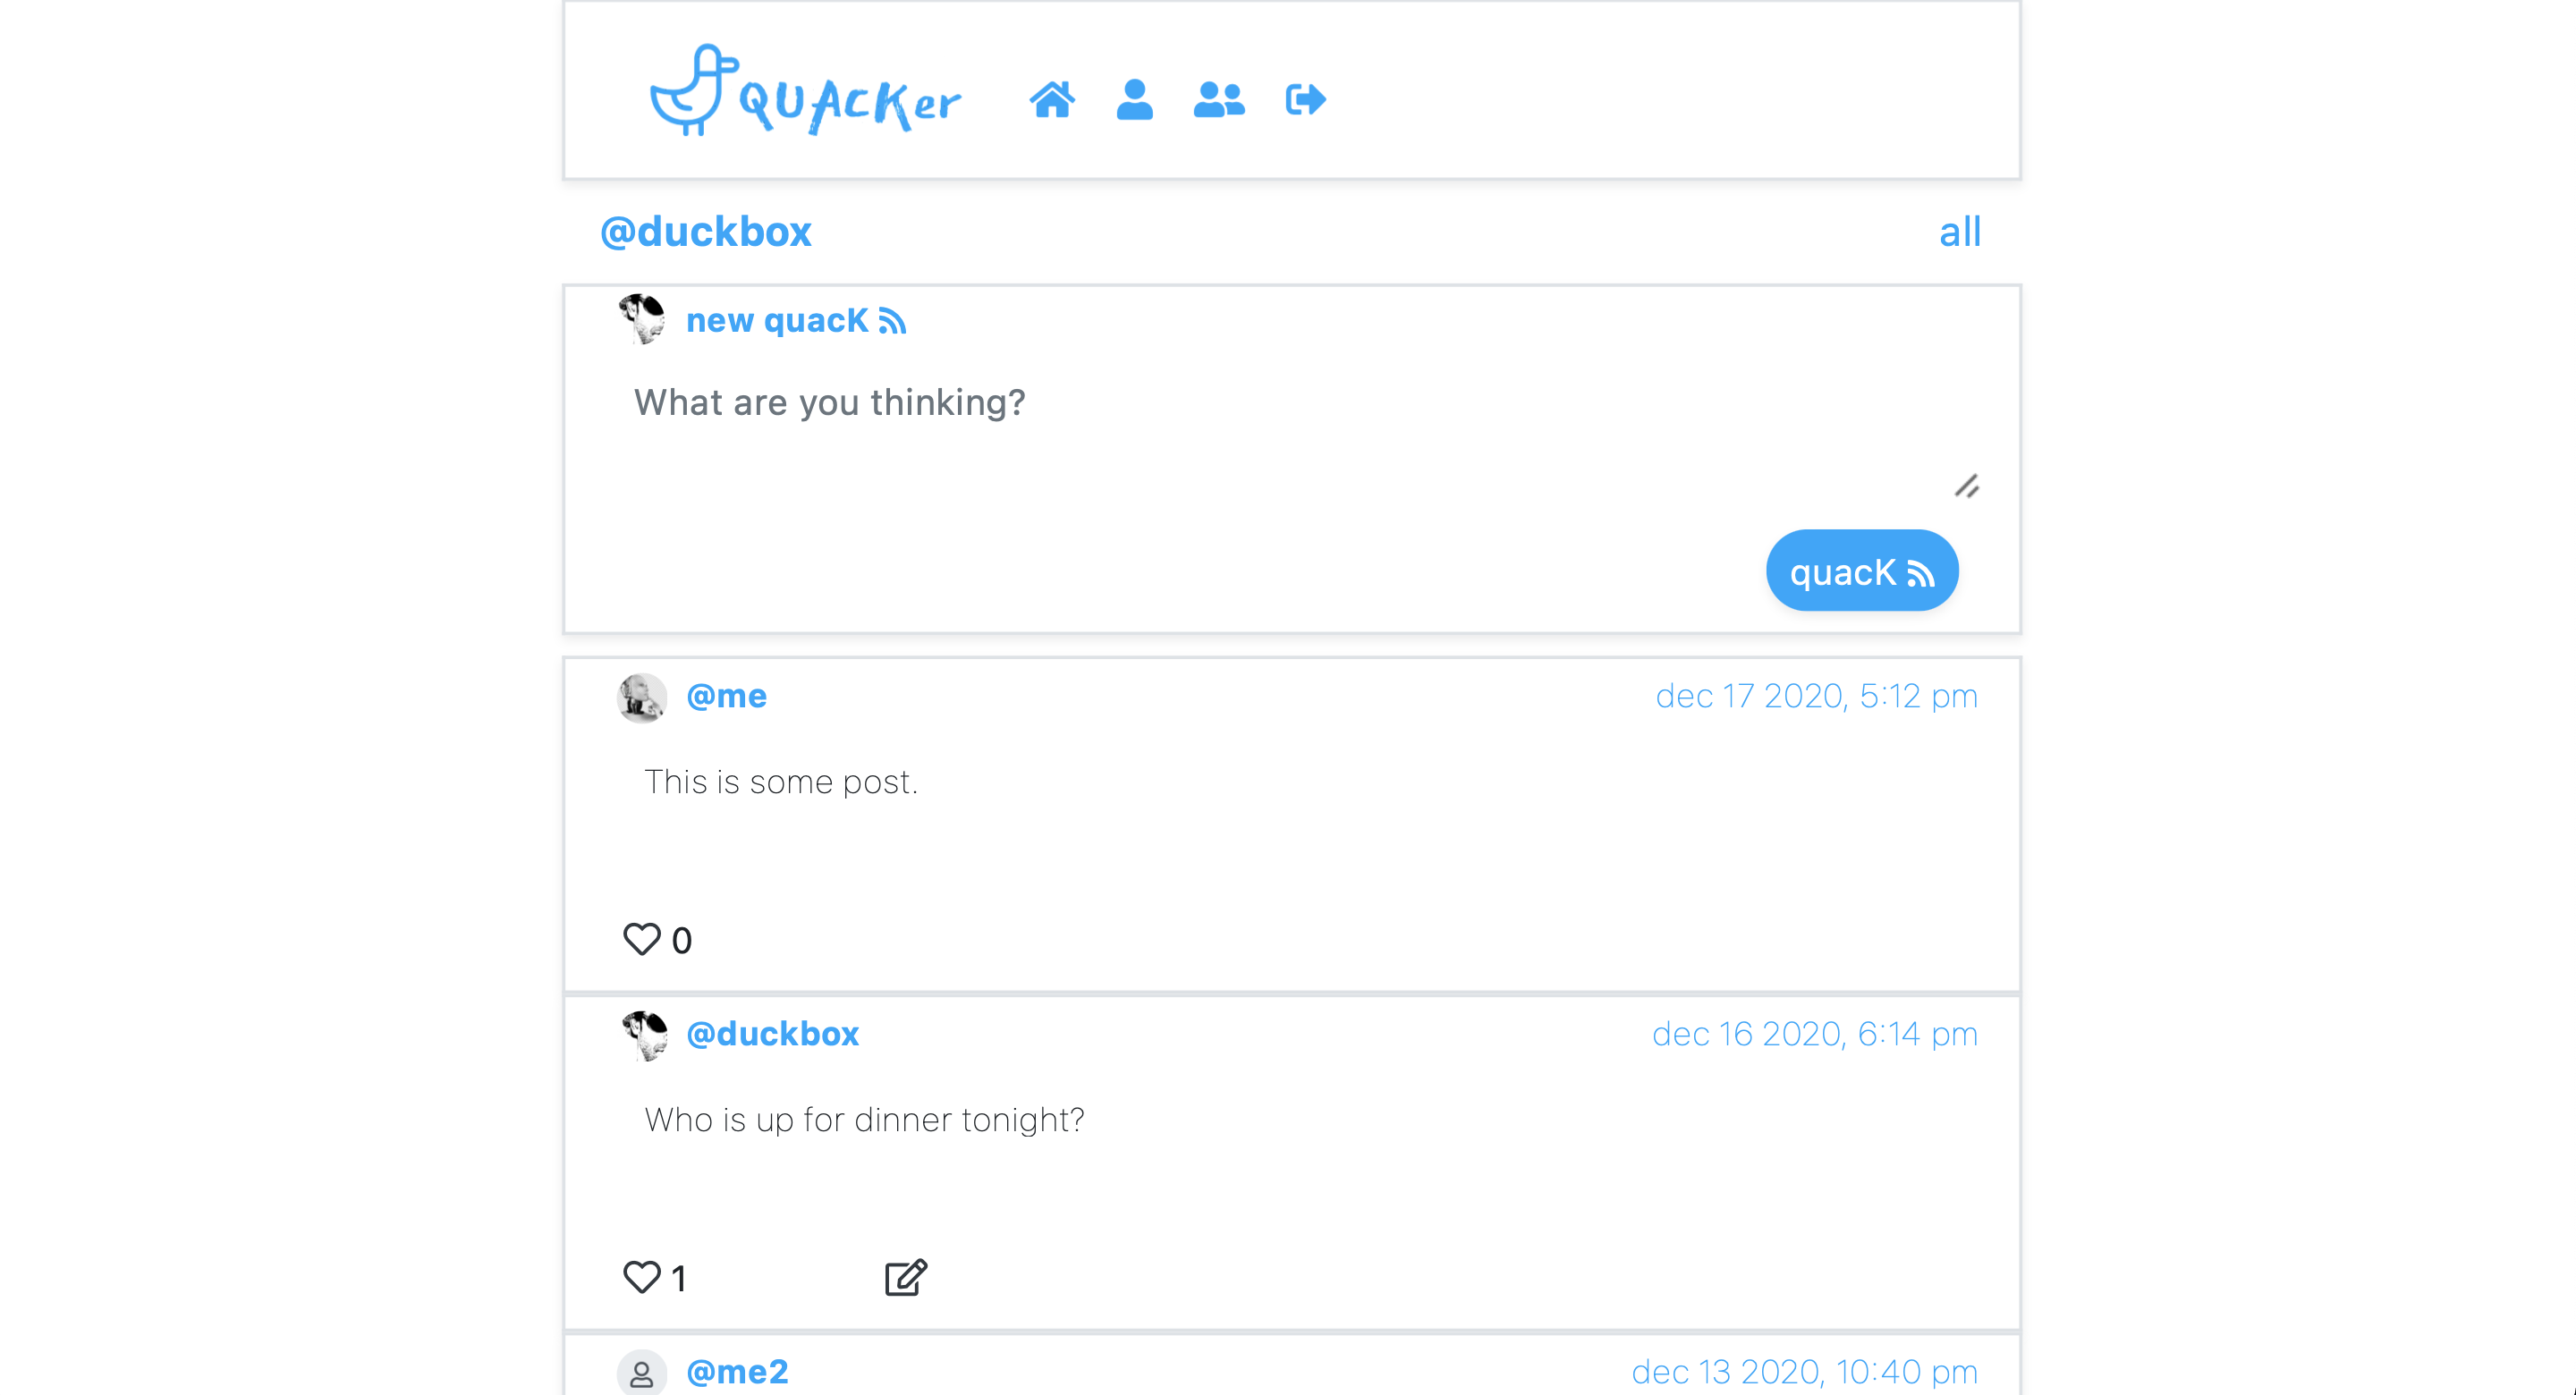 QUACKer
@duckbox all
new quacK
What are you thinking?
quacK
@me dec 17 2020, 5:12 pm
This is some post.
0
@duckbox dec 16 2020, 6:14 pm
Who is up for dinner tonight?
1
@me2 dec 13 2020, 10:40 pm